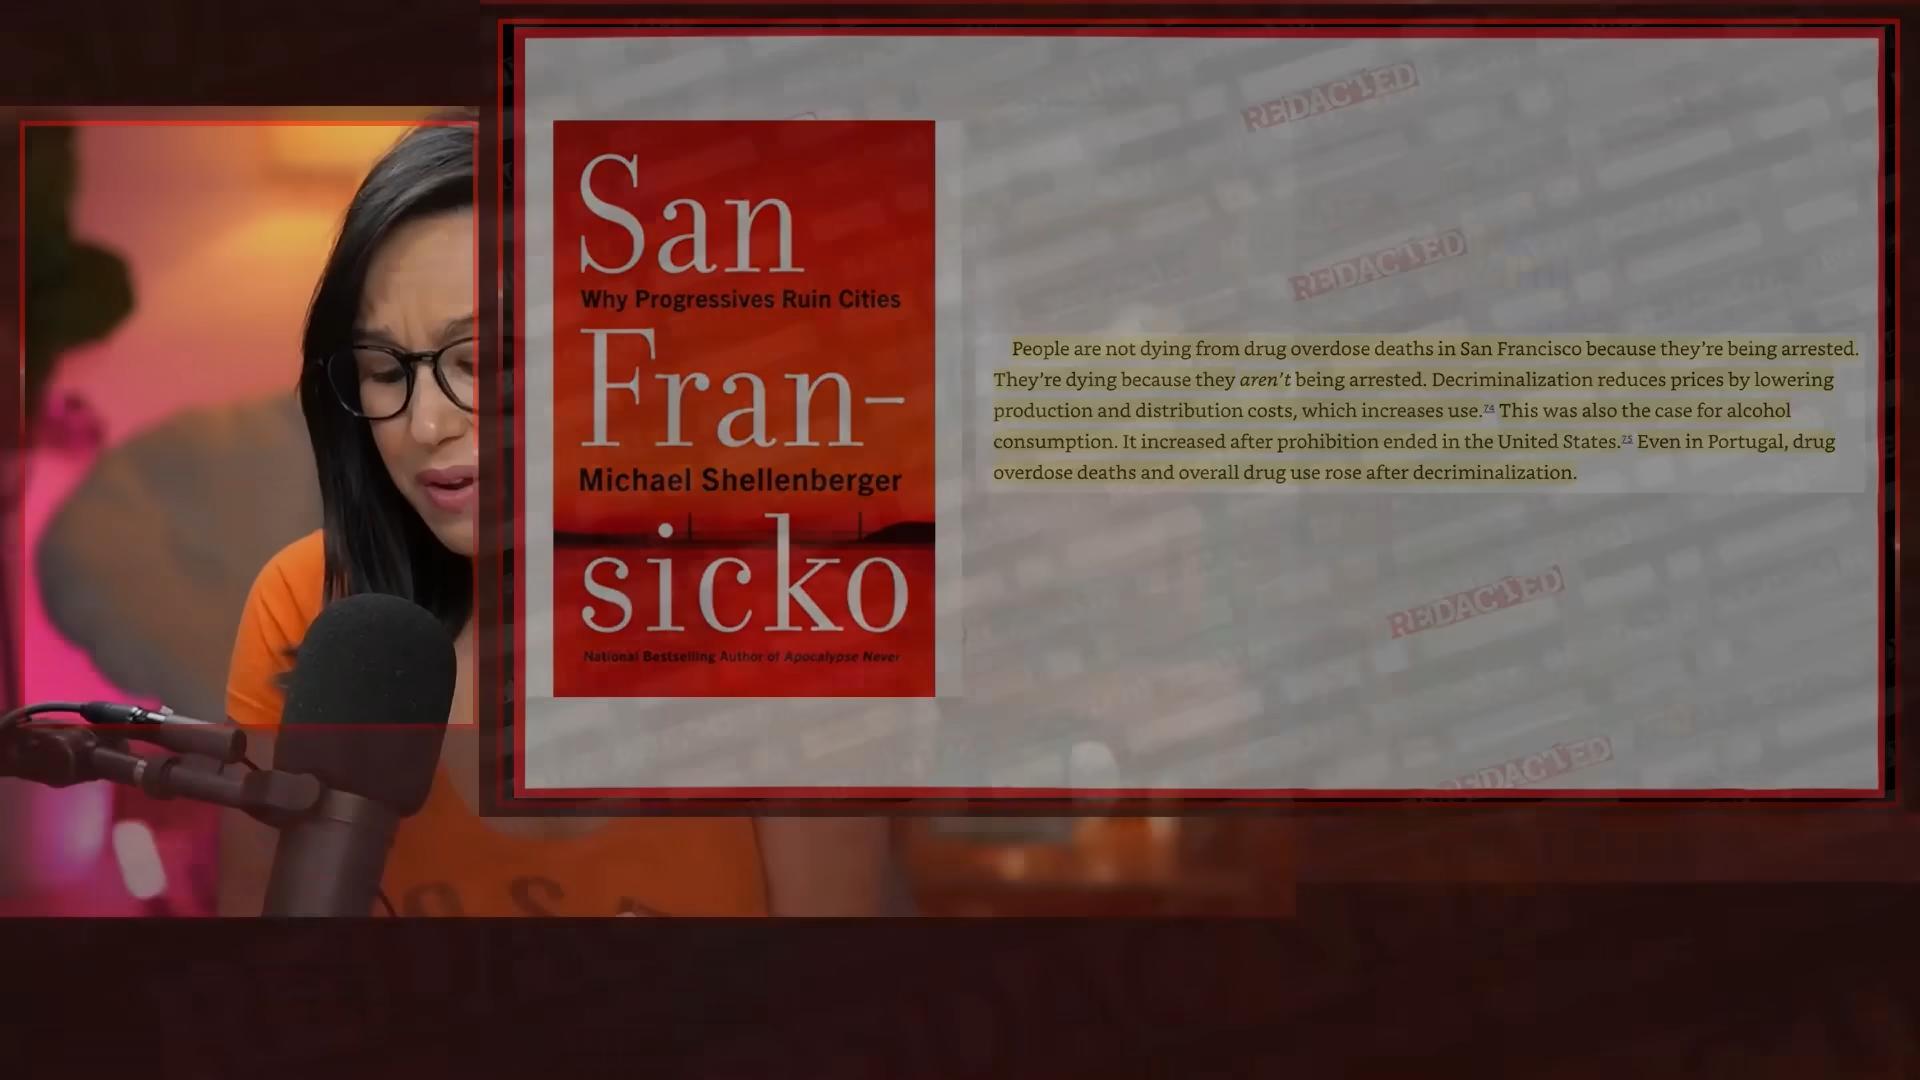 San
Why Progressives Ruin Cities
Fran-
Michael Shellenberger
sicko
National Bestselling Author of Apocalypse Never
People are not dying from drug overdose deaths in San Francisco because they’re being arrested.
They’re dying because they aren’t being arrested. Decriminalization reduces prices by lowering
production and distribution costs, which increases use.74 This was also the case for alcohol
consumption. It increased after prohibition ended in the United States.75 Even in Portugal, drug
overdose deaths and overall drug use rose after decriminalization.
REDACTED
REDACTED
REDACTED
REDACTED